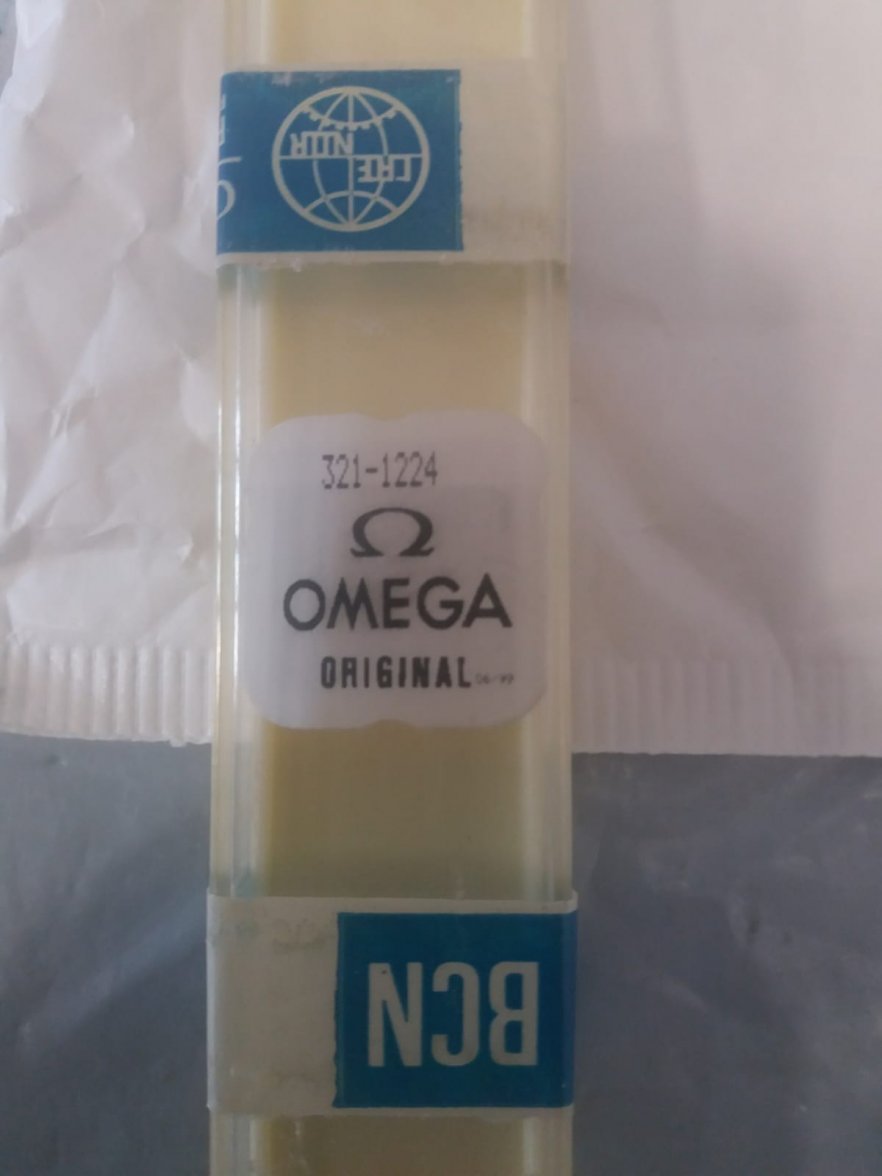 321-1224
Ω
OMEGA
ORIGINAL
BCN